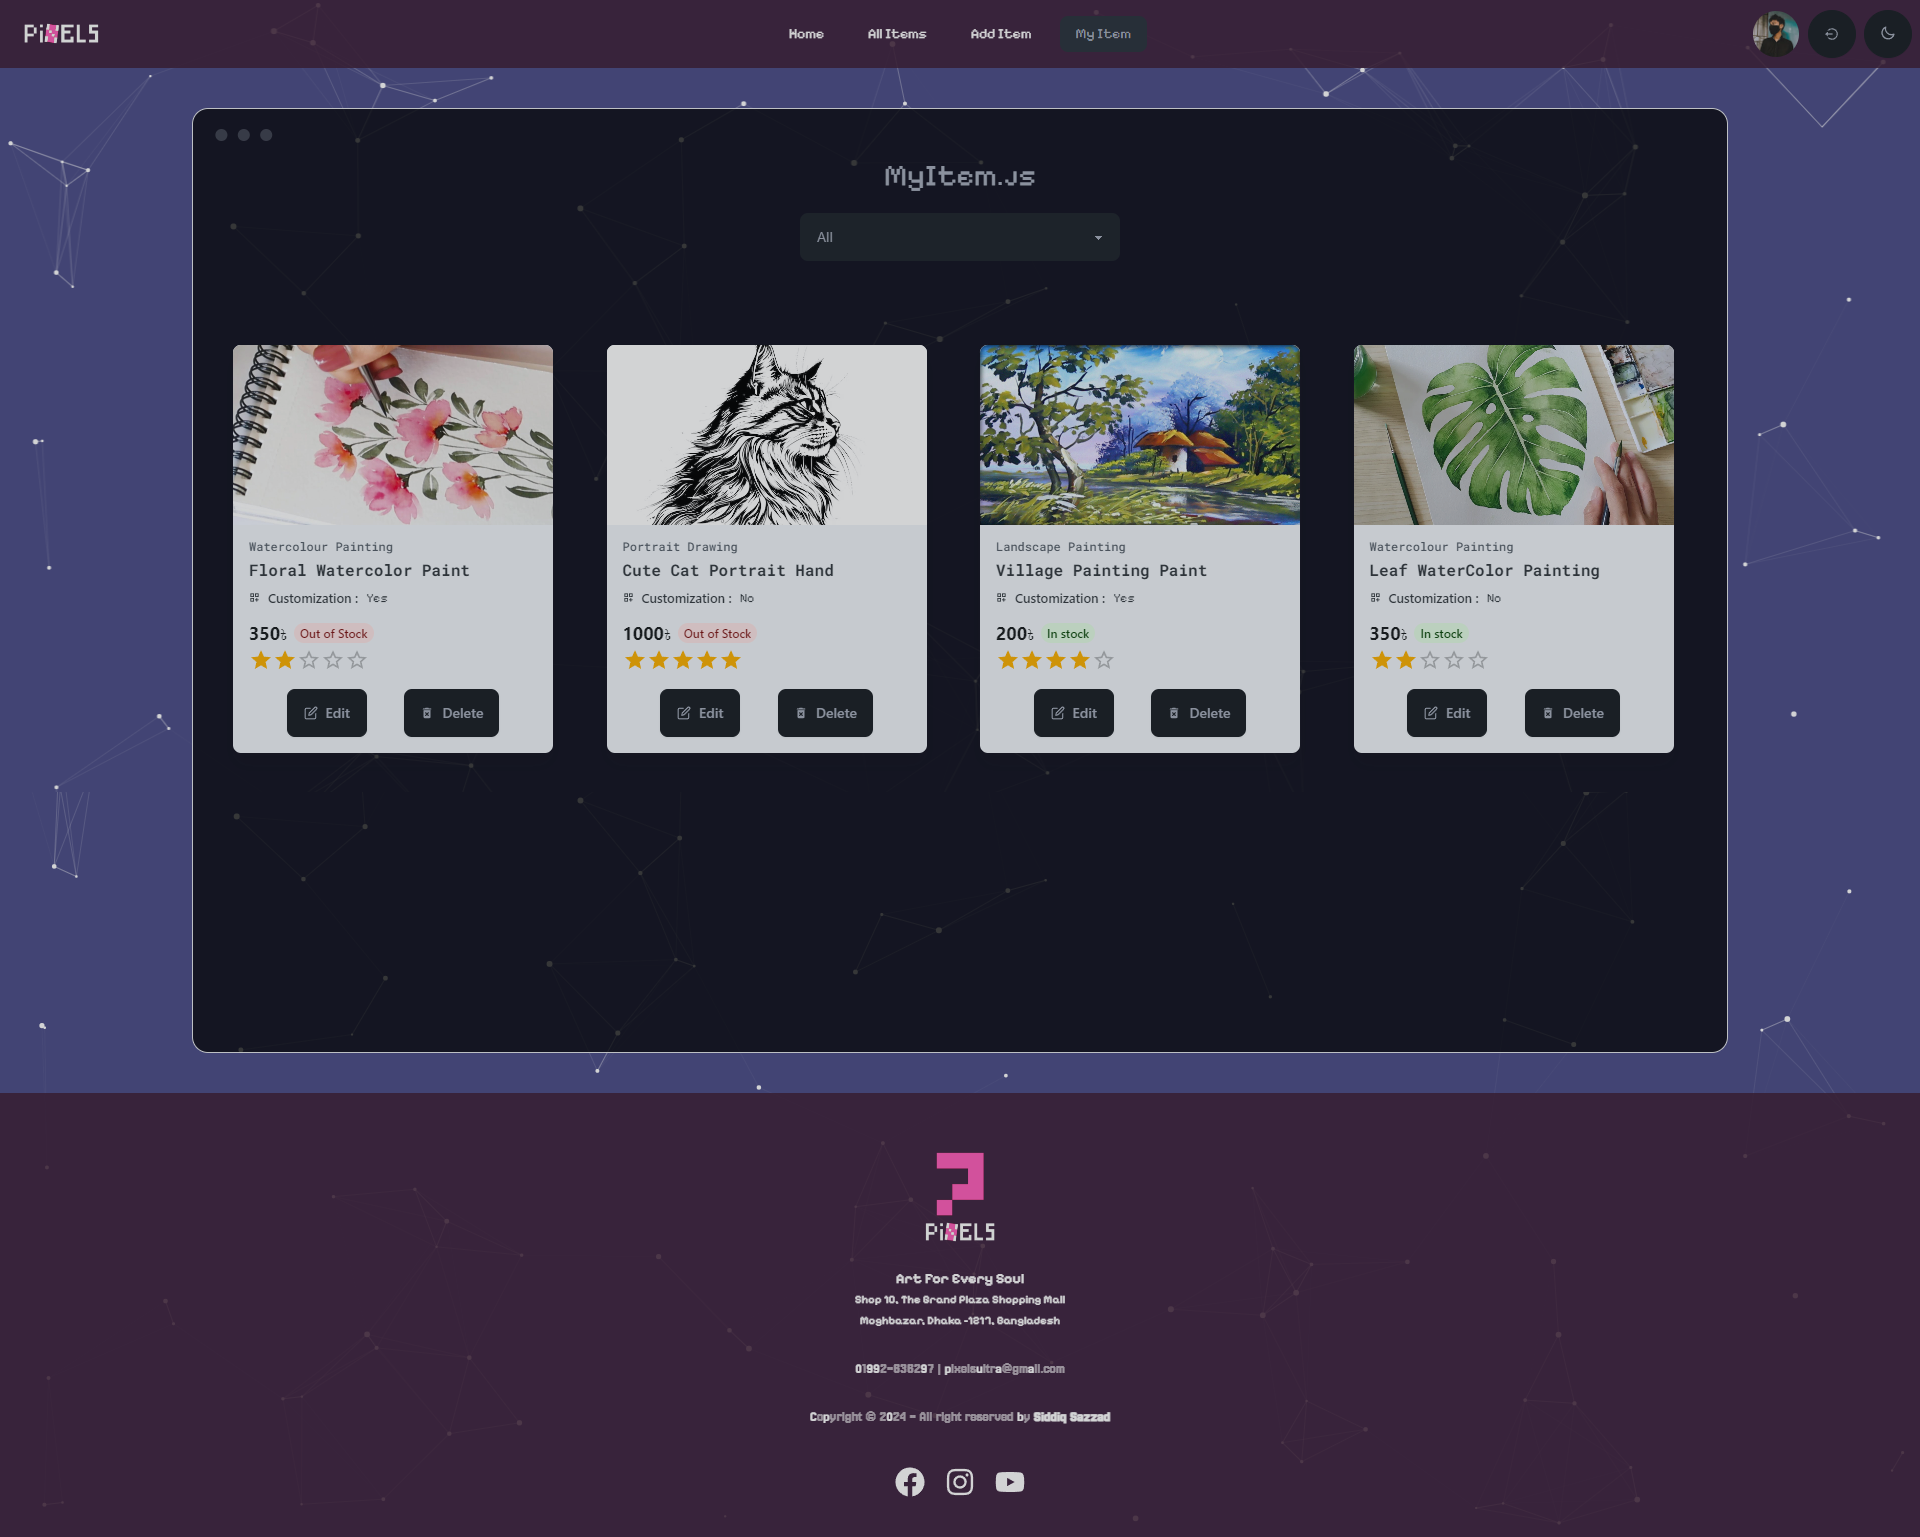 PiXELS
Home
All Items
Add Item
My Item
MyItem.js
All
Watercolour Painting
Floral Watercolor Paint
Customization : Yes
350৳ Out of Stock
Edit
Delete
Portrait Drawing
Cute Cat Portrait Hand
Customization : No
1000৳ Out of Stock
Edit
Delete
Landscape Painting
Village Painting Paint
Customization : Yes
200৳ In stock
Edit
Delete
Watercolour Painting
Leaf WaterColor Painting
Customization : No
350৳ In stock
Edit
Delete
PiXELS
Art For Every Soul
Shop 10, The Grand Plaza Shopping Mall
Moghbazar, Dhaka -1217, Bangladesh
01992-636297 | pixelsultra@gmail.com
Copyright © 2024 - All right reserved by Siddiq Sazzad